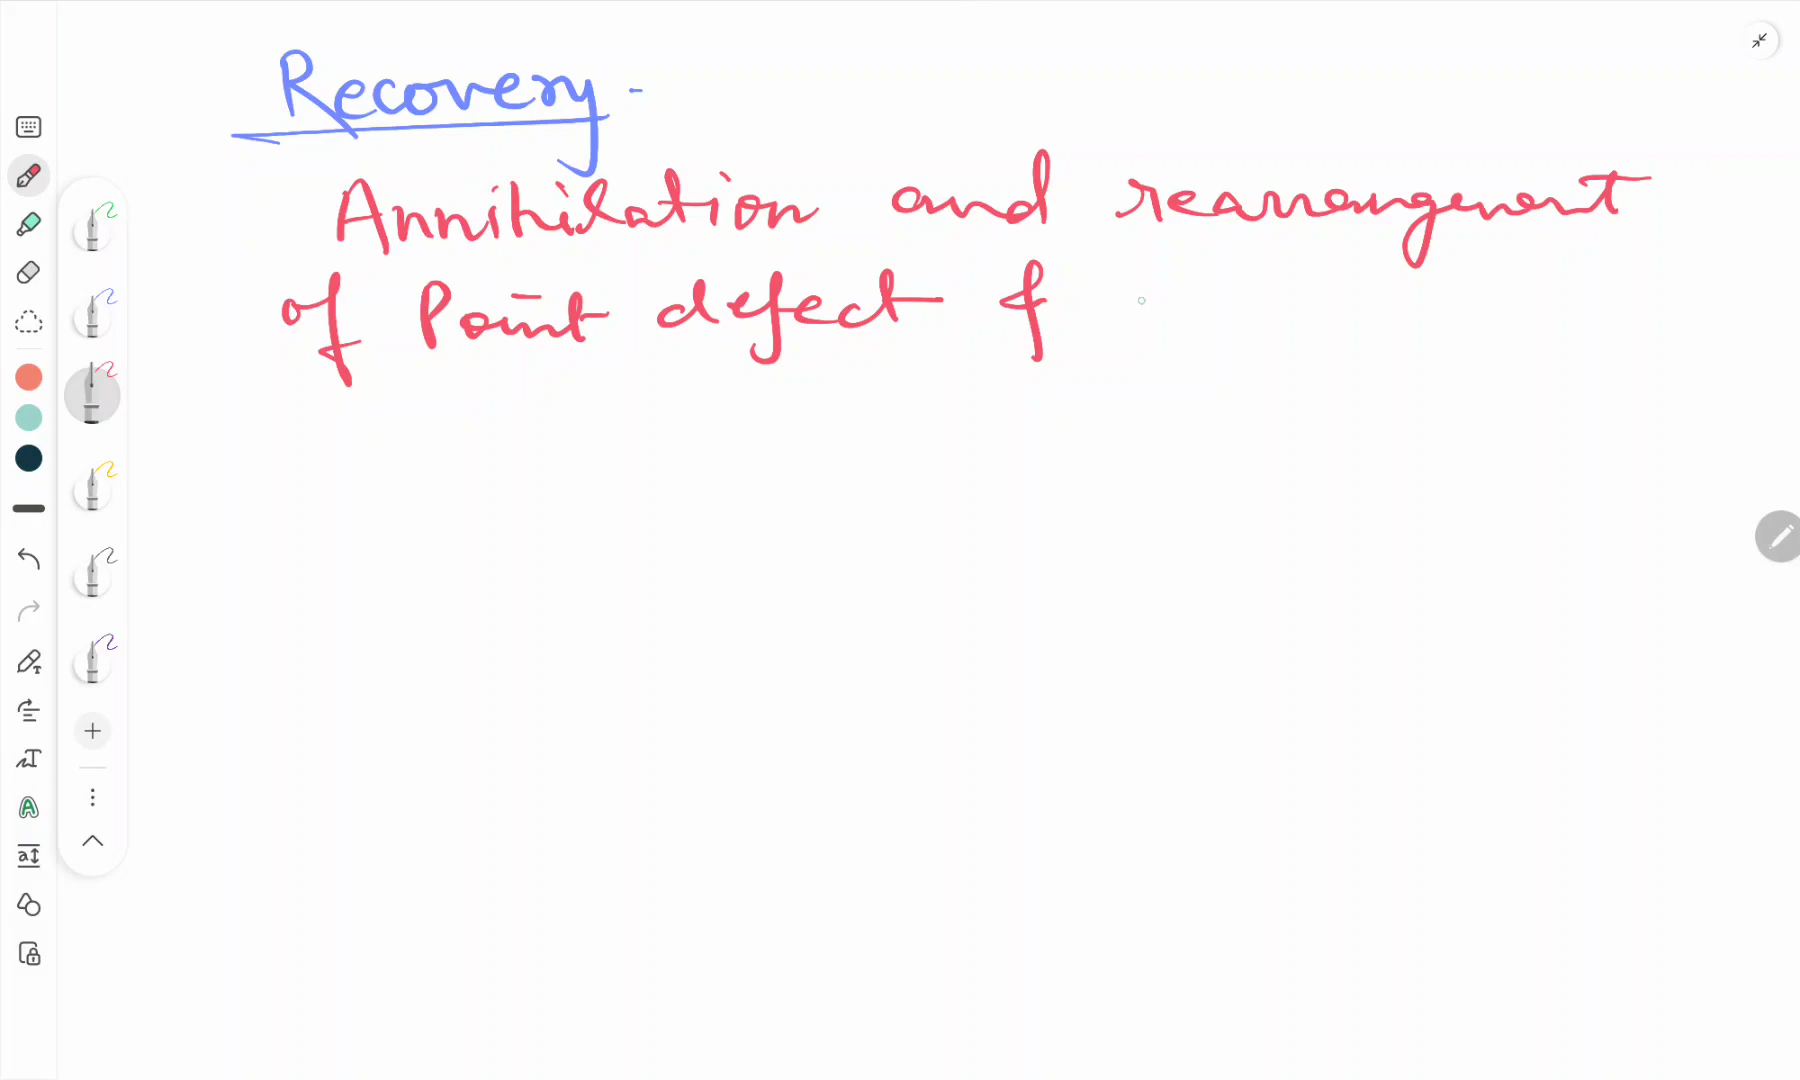 Recovery -
Annihilation and rearrangement
of Point defect &